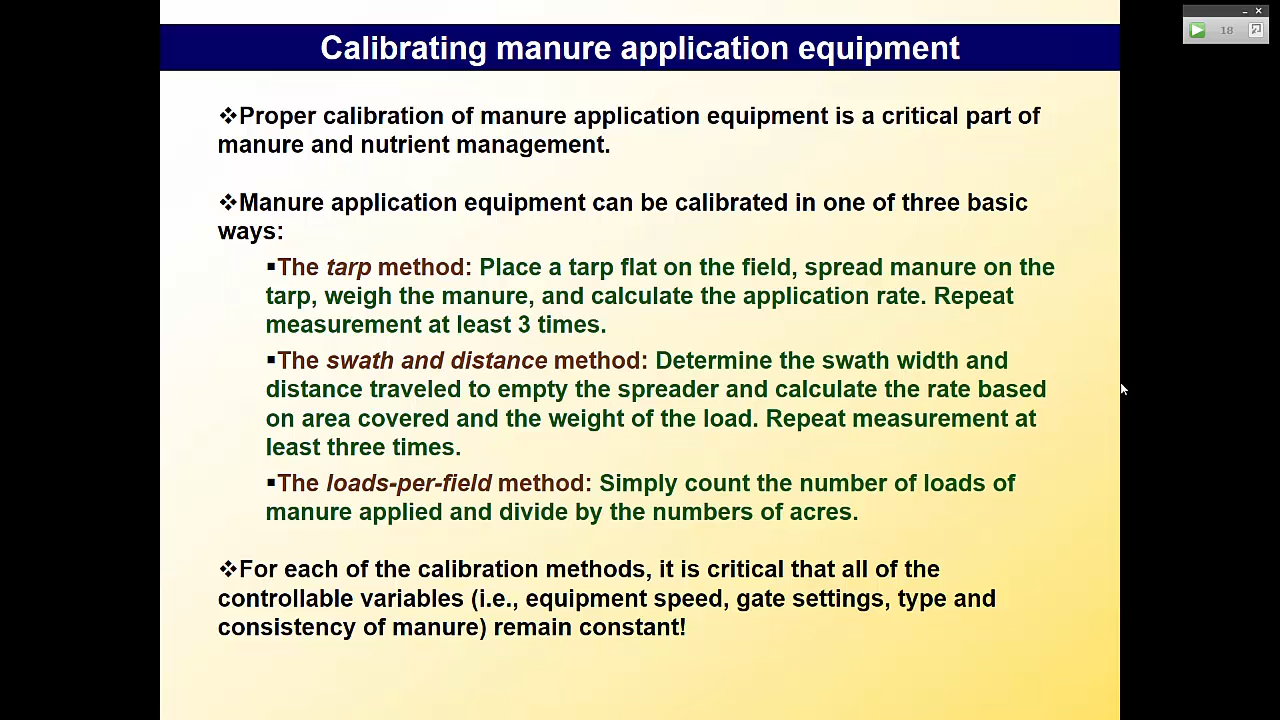 Calibrating manure application equipment
18
❖Proper calibration of manure application equipment is a critical part of
manure and nutrient management.
❖Manure application equipment can be calibrated in one of three basic
ways:
▪The tarp method: Place a tarp flat on the field, spread manure on the
tarp, weigh the manure, and calculate the application rate. Repeat
measurement at least 3 times.
▪The swath and distance method: Determine the swath width and
distance traveled to empty the spreader and calculate the rate based
on area covered and the weight of the load. Repeat measurement at
least three times.
▪The loads-per-field method: Simply count the number of loads of
manure applied and divide by the numbers of acres.
❖For each of the calibration methods, it is critical that all of the
controllable variables (i.e., equipment speed, gate settings, type and
consistency of manure) remain constant!